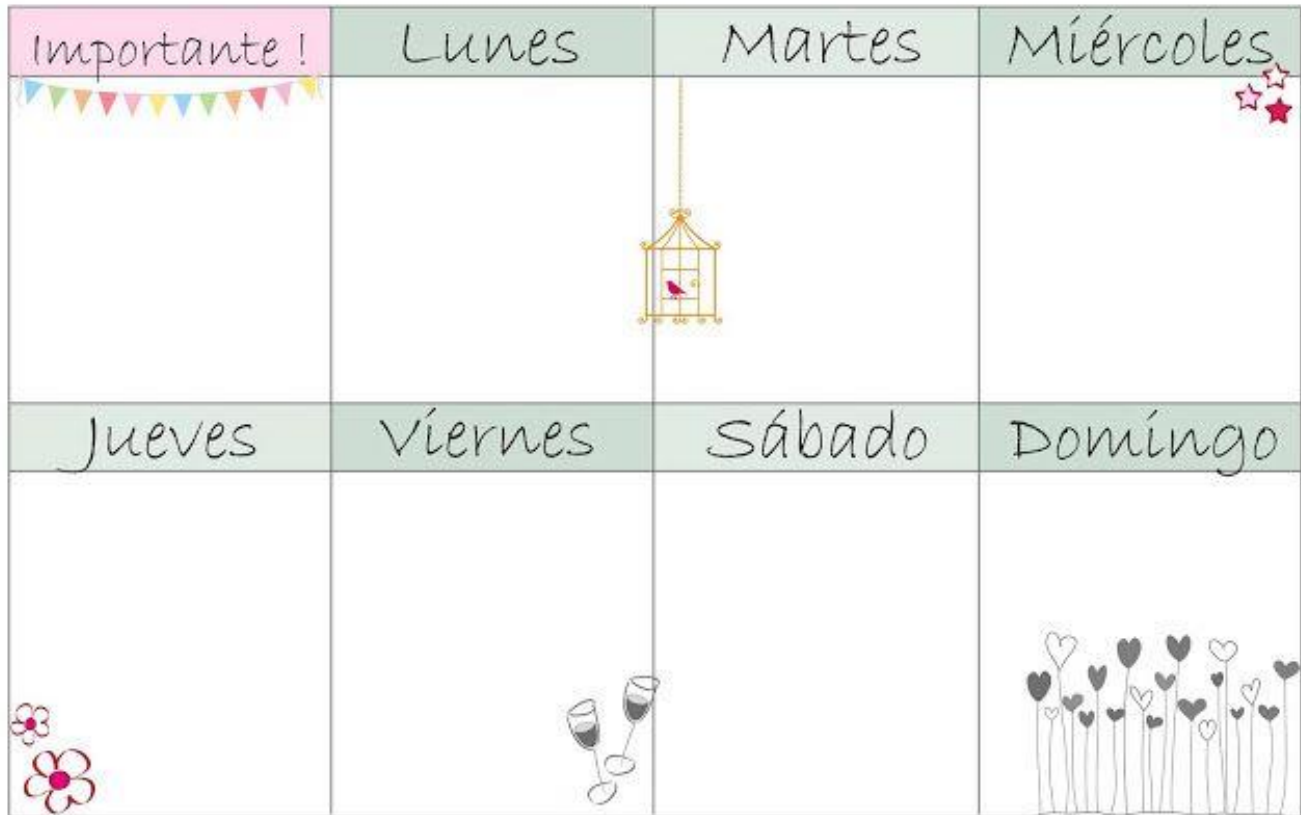 Importante !
Lunes
Martes
Miércoles
Jueves
Viernes
Sábado
Domingo